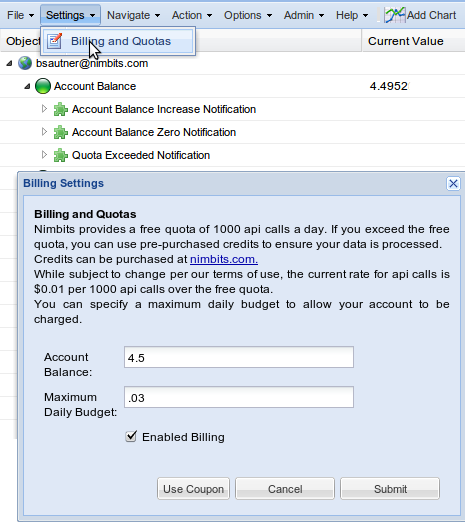 File Settings Navigate Action Options Admin Help Add Chart
Billing and Quotas
Objec Current Value
bsautner@nimbits.com
Account Balance 4.4952
Account Balance Increase Notification
Account Balance Zero Notification
Quota Exceeded Notification
Billing Settings
Billing and Quotas
Nimbits provides a free quota of 1000 api calls a day. If you exceed the free
quota, you can use pre-purchased credits to ensure your data is processed.
Credits can be purchased at nimbits.com.
While subject to change per our terms of use, the current rate for api calls is
$0.01 per 1000 api calls over the free quota.
You can specify a maximum daily budget to allow your account to be
charged.
Account
Balance:
4.5
Maximum
Daily Budget:
.03
Enabled Billing
Use Coupon Cancel Submit